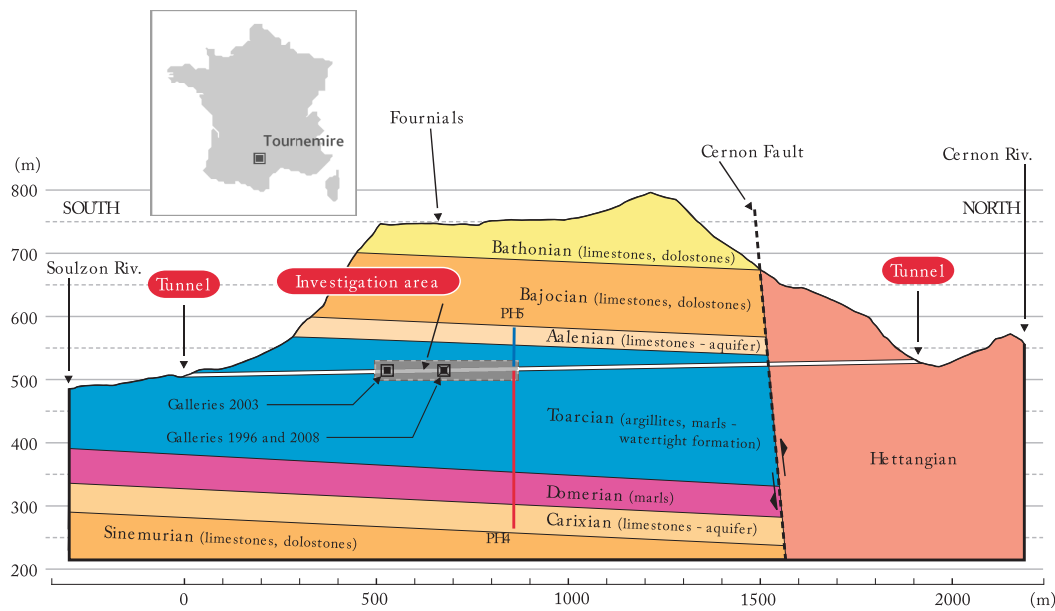 Tournemire
Fournials
Cernon Fault
Cernon Riv.
(m)
800
SOUTH
NORTH
700
Bathonian (limestones, dolostones)
Soulzon Riv.
Tunnel
Investigation area
Tunnel
Bajocian (limestones, dolostones)
PH5
600
Aalenian (limestones - aquifer)
500
Galleries 2003
Galleries 1996 and 2008
Toarcian (argillites, marls -
watertight formation)
400
Hettangian
300
Domerian (marls)
Carixian (limestones - aquifer)
Sinemurian (limestones, dolostones)
PH4
200
0
500
1000
1500
2000
(m)